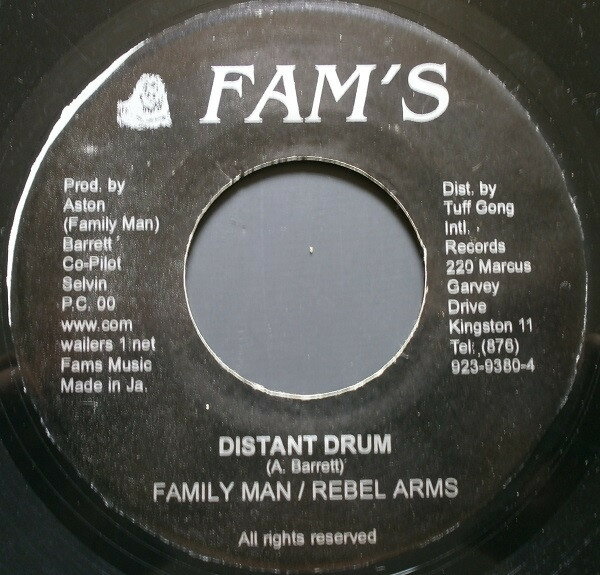 FAM'S
Prod. by
Aston
(Family Man)
Barrett
Co-Pilot
Selvin
P.C. 00
www.com
wailers 1 net
Fams Music
Made in Ja.
Dist. by
Tuff Gong
Intl.
Records
220 Marcus
Garvey
Drive
Kingston 11
Tel: (876)
923-9380-4
DISTANT DRUM
(A. Barrett)
FAMILY MAN / REBEL ARMS
All rights reserved